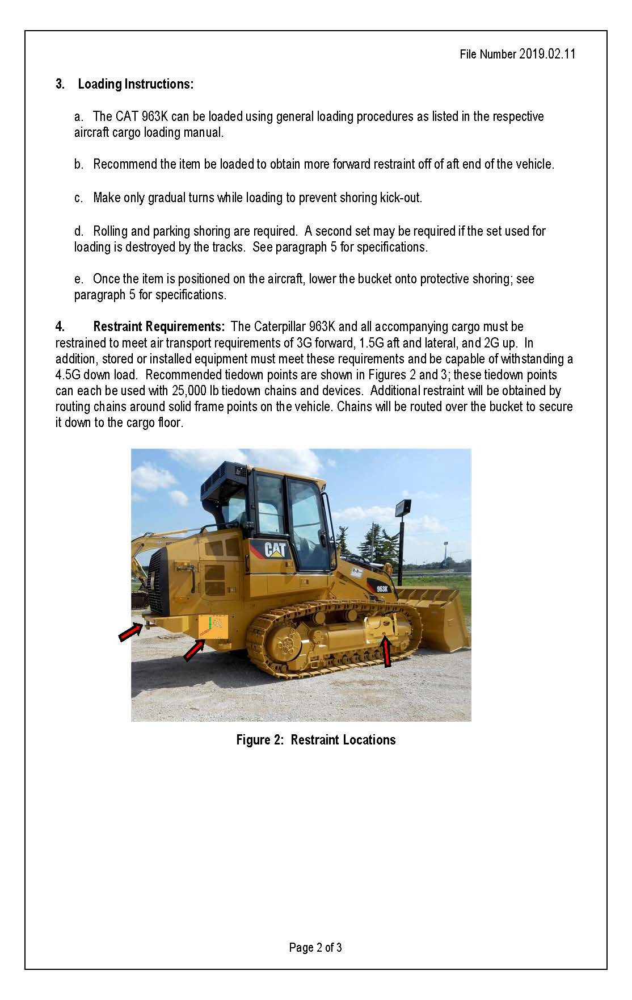 File Number 2019.02.11
3. Loading Instructions:
a. The CAT 963K can be loaded using general loading procedures as listed in the respective
aircraft cargo loading manual.
b. Recommend the item be loaded to obtain more forward restraint off of aft end of the vehicle.
c. Make only gradual turns while loading to prevent shoring kick-out.
d. Rolling and parking shoring are required. A second set may be required if the set used for
loading is destroyed by the tracks. See paragraph 5 for specifications.
e. Once the item is positioned on the aircraft, lower the bucket onto protective shoring; see
paragraph 5 for specifications.
4. Restraint Requirements: The Caterpillar 963K and all accompanying cargo must be
restrained to meet air transport requirements of 3G forward, 1.5G aft and lateral, and 2G up. In
addition, stored or installed equipment must meet these requirements and be capable of withstanding a
4.5G down load. Recommended tiedown points are shown in Figures 2 and 3; these tiedown points
can each be used with 25,000 lb tiedown chains and devices. Additional restraint will be obtained by
routing chains around solid frame points on the vehicle. Chains will be routed over the bucket to secure
it down to the cargo floor.
CAT
963K
Figure 2: Restraint Locations
Page 2 of 3